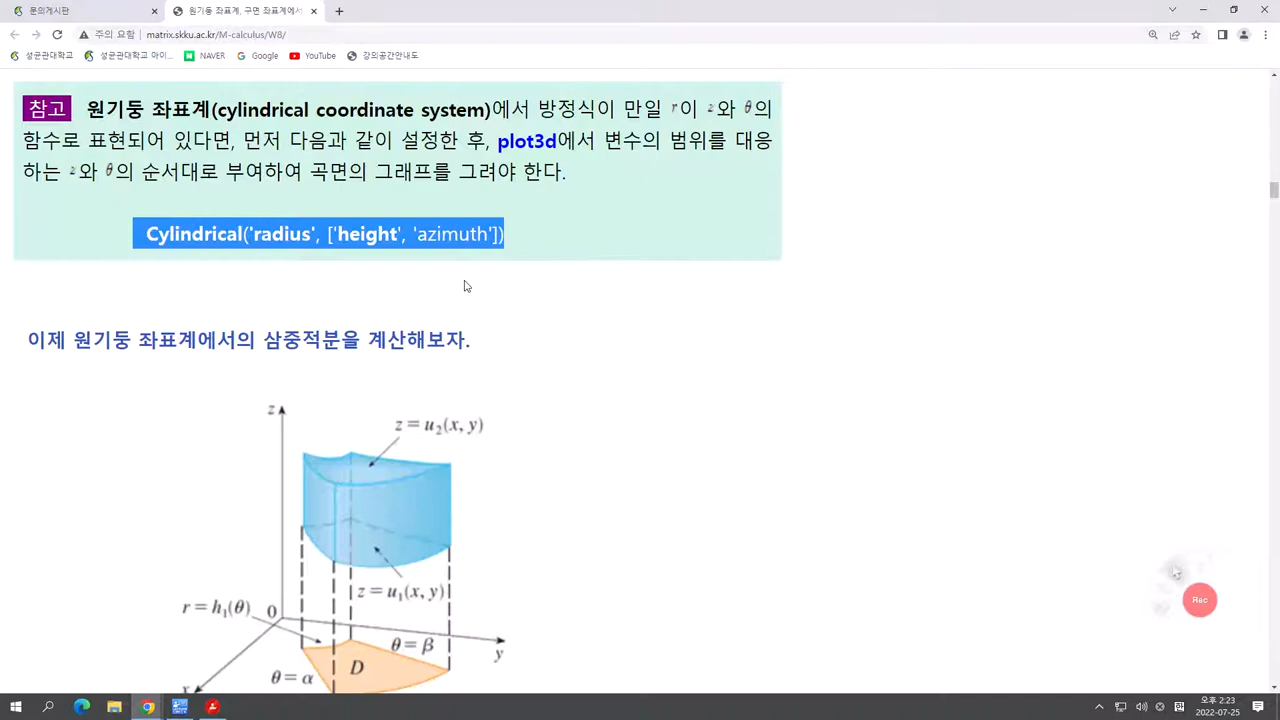 문의게시판
원기둥 좌표계, 구면 좌표계에서
주의 요함
matrix.skku.ac.kr/M-calculus/W8/
성균관대학교
성균관대학교 아이...
NAVER
Google
YouTube
강의공간안내도
참고 원기둥 좌표계(cylindrical coordinate system)에서 방정식이 만일 r이 z와 θ의
함수로 표현되어 있다면, 먼저 다음과 같이 설정한 후, plot3d에서 변수의 범위를 대응
하는 z와 θ의 순서대로 부여하여 곡면의 그래프를 그려야 한다.
Cylindrical('radius', ['height', 'azimuth'])
이제 원기둥 좌표계에서의 삼중적분을 계산해보자.
z
z = u₂(x, y)
z = u₁(x, y)
r = h₁(θ)
0
θ = β
y
D
θ = α
x
Rec
오후 2:23
2022-07-25